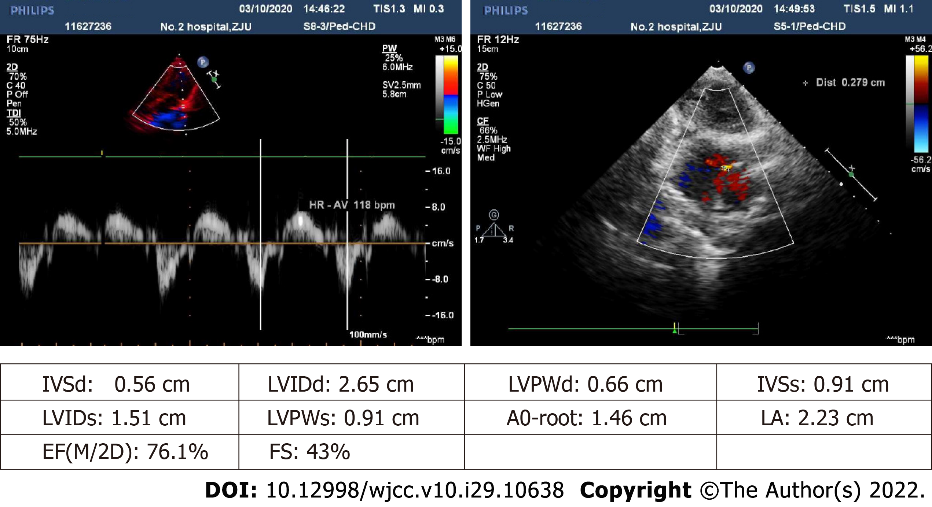 PHILIPS
03/10/2020 14:46:22 TIS1.3 MI 0.3
11627236 No.2 hospital,ZJU S8-3/Ped-CHD
FR 75Hz
10cm
2D
70%
C 40
P Off
Pen
TDI
50%
5.0MHz
P
PW
25%
6.0MHz
SV2.5mm
5.8cm
M3 M6
+15.0
-15.0
cm/s
16.0
8.0
HR - AV 118 bpm
cm/s
-8.0
-16.0
100mm/s
^^^bpm
PHILIPS
03/10/2020 14:49:53 TIS1.5 MI 1.1
11627236 No.2 hospital,ZJU S5-1/Ped-CHD
FR 12Hz
15cm
2D
75%
C 50
P Low
HGen
CF
66%
2.5MHz
WF High
Med
P
Dist 0.279 cm
M3 M4
+56.2
-56.2
cm/s
G
P R
1.7 3.4
^^^bpm
IVSd: 0.56 cm LVIDd: 2.65 cm LVPWd: 0.66 cm IVSs: 0.91 cm
LVIDs: 1.51 cm LVPWs: 0.91 cm A0-root: 1.46 cm LA: 2.23 cm
EF(M/2D): 76.1% FS: 43%
DOI: 10.12998/wjcc.v10.i29.10638 Copyright ©The Author(s) 2022.